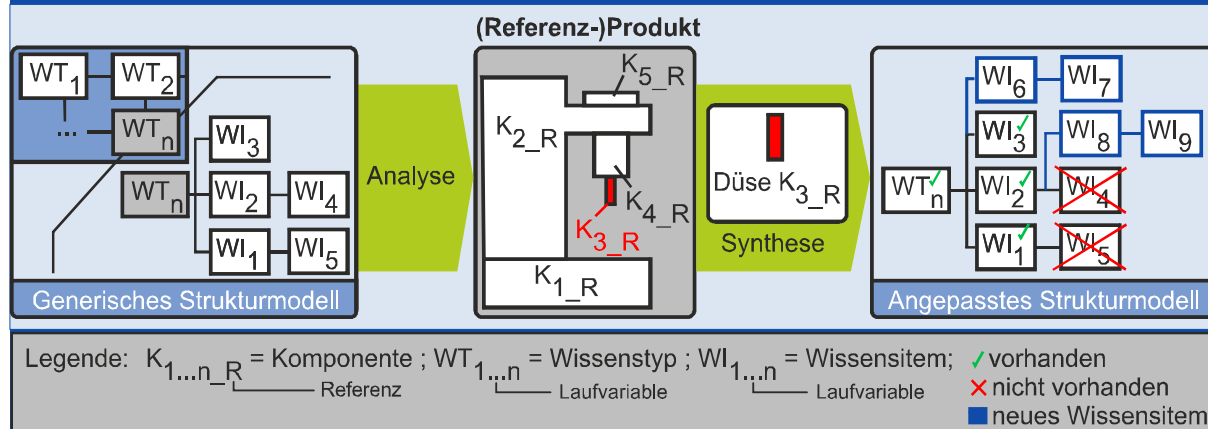 (Referenz-)Produkt
WT1 WT2
... WTn
WI3
WTn WI2 WI4
WI1 WI5
Generisches Strukturmodell
Analyse
K5_R
K2_R
K4_R
K3_R
K1_R
Düse K3_R
Synthese
WI6 WI7
WI3 WI8 WI9
WTn WI2 WI4
WI1 WI5
Angepasstes Strukturmodell
Legende: K1...n_R = Komponente ; WT1...n = Wissenstyp ; WI1...n = Wissensitem; vorhanden
Referenz Laufvariable Laufvariable
nicht vorhanden
neues Wissensitem